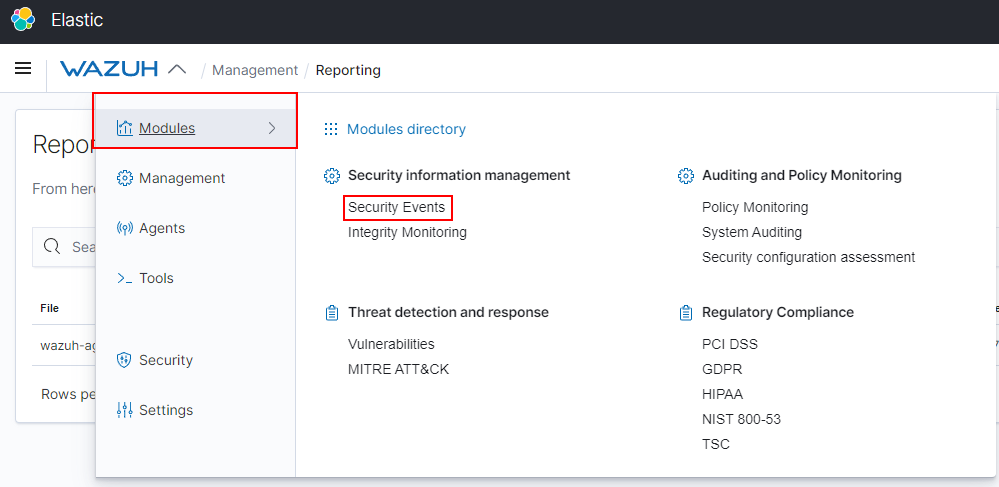 Elastic
WAZUH / Management / Reporting
Repor
From here
Sea
File
wazuh-ag
Rows pe
Modules
Management
Agents
Tools
Security
Settings
Modules directory
Security information management
Security Events
Integrity Monitoring
Auditing and Policy Monitoring
Policy Monitoring
System Auditing
Security configuration assessment
Threat detection and response
Vulnerabilities
MITRE ATT&CK
Regulatory Compliance
PCI DSS
GDPR
HIPAA
NIST 800-53
TSC